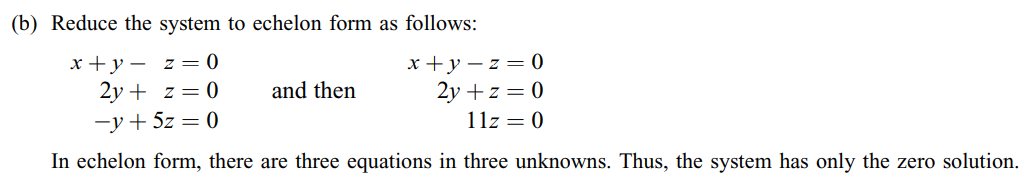 (b) Reduce the system to echelon form as follows:
x + y − z = 0 x + y − z = 0
2y + z = 0 and then 2y + z = 0
−y + 5z = 0 11z = 0
In echelon form, there are three equations in three unknowns. Thus, the system has only the zero solution.